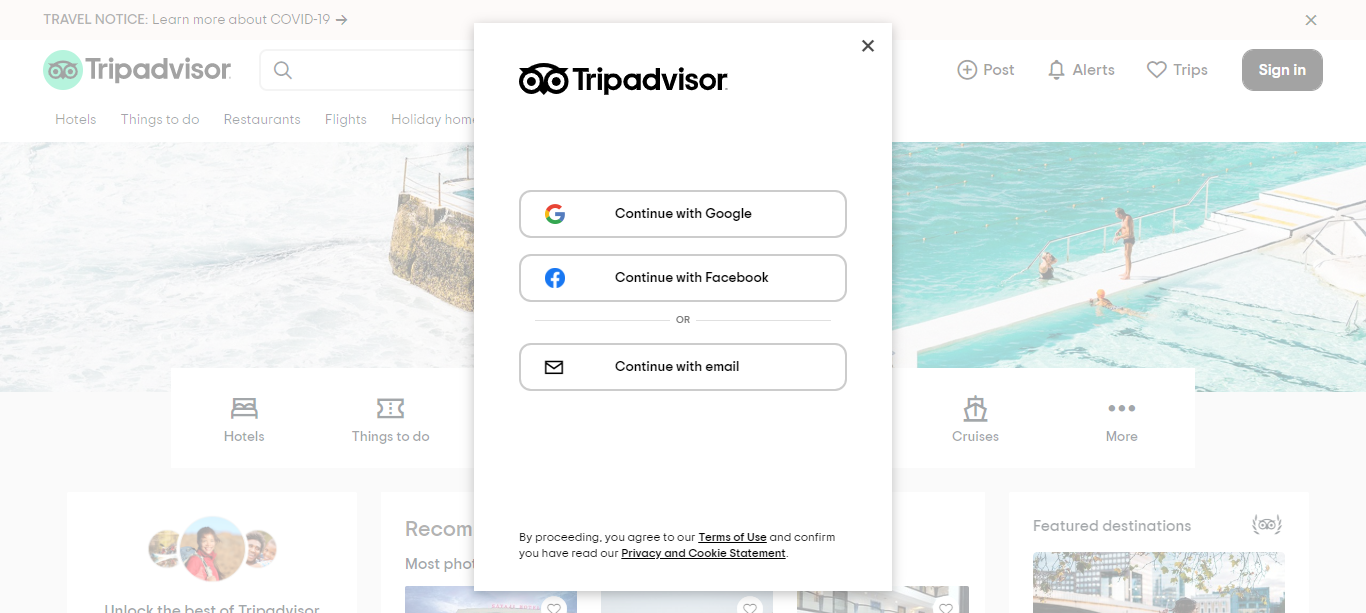 TRAVEL NOTICE: Learn more about COVID-19 →
Tripadvisor
Post
Alerts
Trips
Sign in
Hotels
Things to do
Restaurants
Flights
Holiday home
Tripadvisor
Continue with Google
Continue with Facebook
OR
Continue with email
By proceeding, you agree to our Terms of Use and confirm
you have read our Privacy and Cookie Statement.
Hotels
Things to do
Cruises
More
Unlock the best of Tripadvisor
Recom
Most phot
Featured destinations